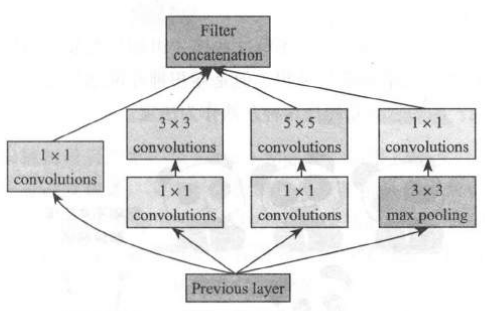 Filter
concatenation
3 × 3
convolutions
5 × 5
convolutions
1 × 1
convolutions
1 × 1
convolutions
1 × 1
convolutions
1 × 1
convolutions
3 × 3
max pooling
Previous layer